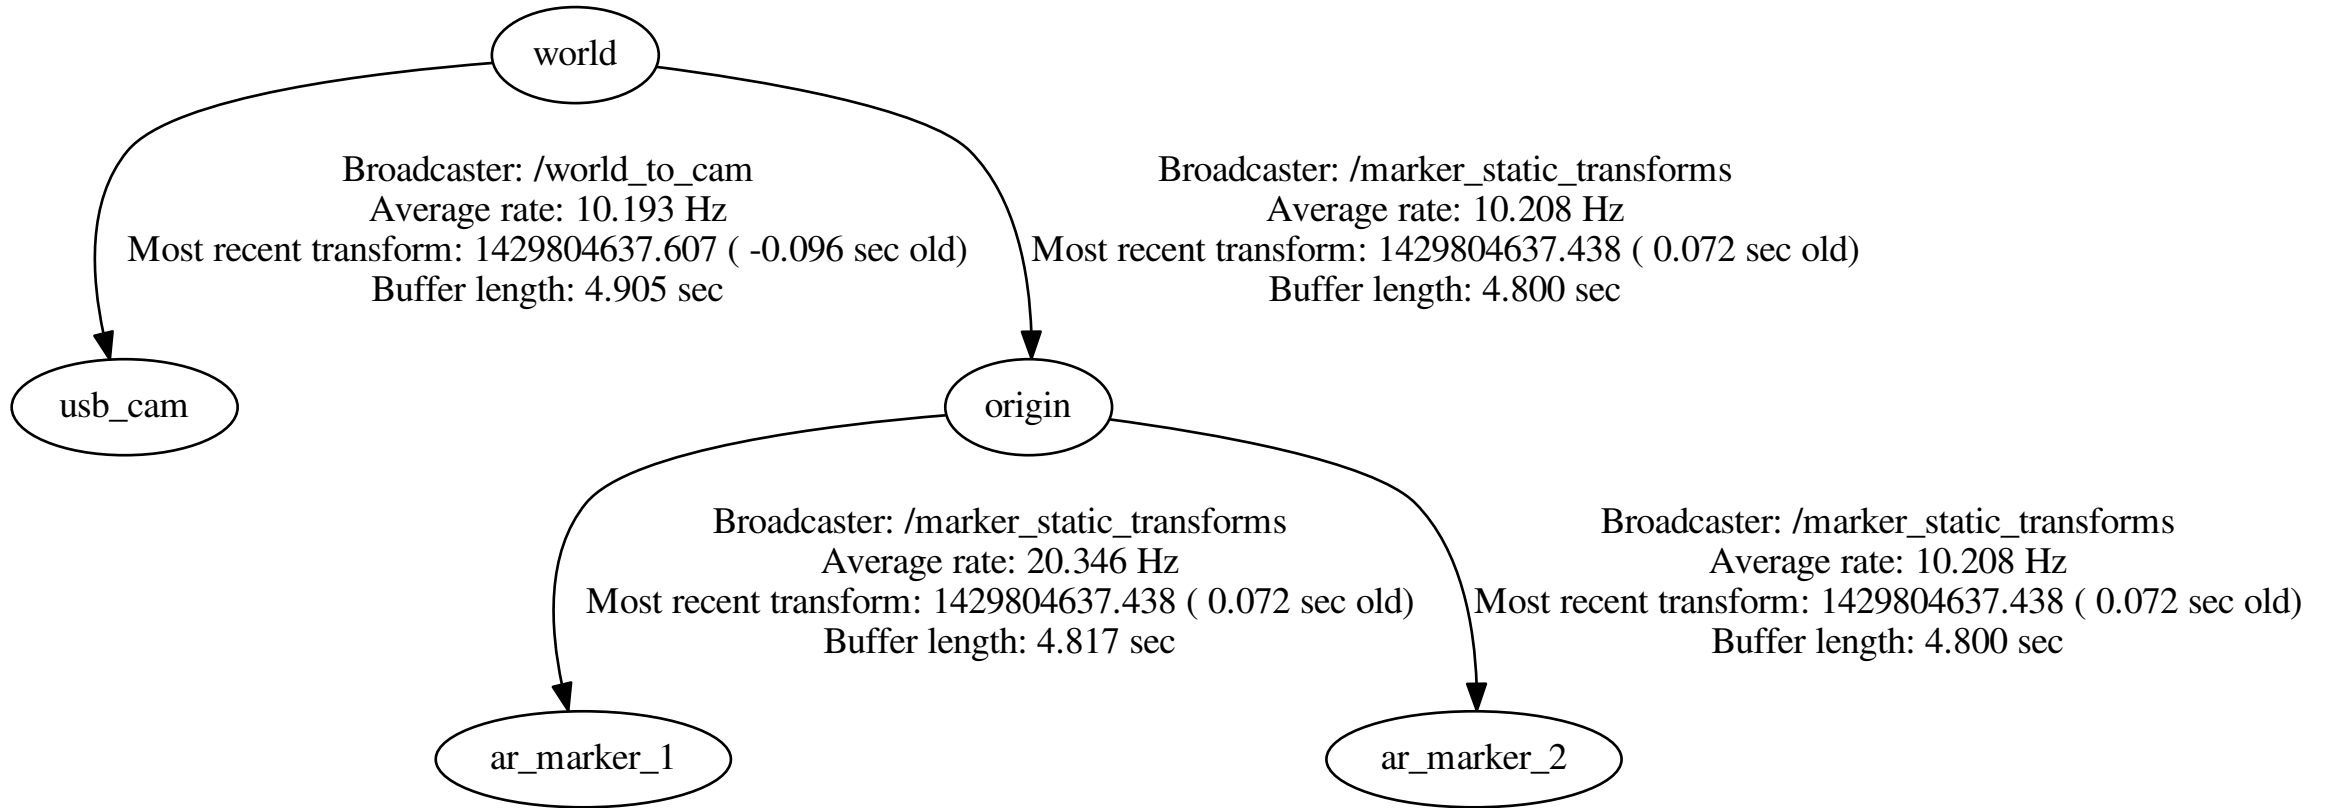 world
Broadcaster: /world_to_cam
Average rate: 10.193 Hz
Most recent transform: 1429804637.607 ( -0.096 sec old)
Buffer length: 4.905 sec
Broadcaster: /marker_static_transforms
Average rate: 10.208 Hz
Most recent transform: 1429804637.438 ( 0.072 sec old)
Buffer length: 4.800 sec
usb_cam
origin
Broadcaster: /marker_static_transforms
Average rate: 20.346 Hz
Most recent transform: 1429804637.438 ( 0.072 sec old)
Buffer length: 4.817 sec
Broadcaster: /marker_static_transforms
Average rate: 10.208 Hz
Most recent transform: 1429804637.438 ( 0.072 sec old)
Buffer length: 4.800 sec
ar_marker_1
ar_marker_2